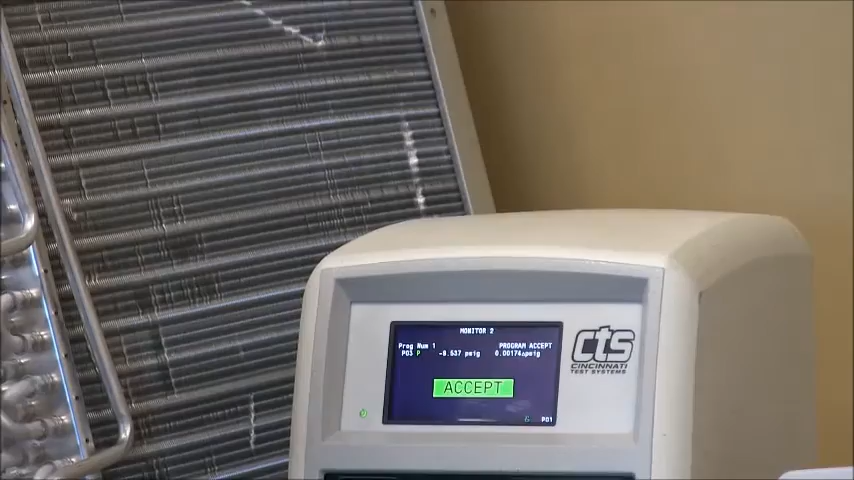 MONITOR 2
Prog Num 1 PROGRAM ACCEPT
P03 P -8.537 psig 0.00174△psig
ACCEPT
P01
cts
CINCINNATI
TEST SYSTEMS